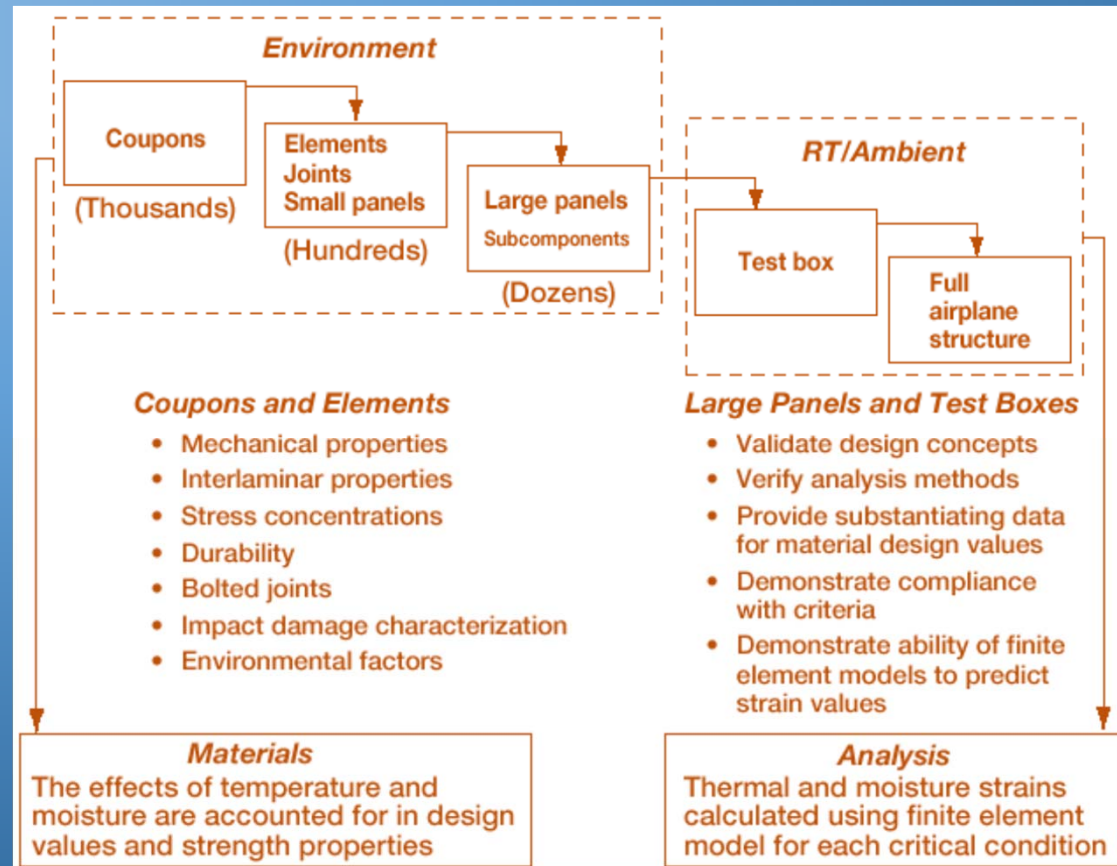 Environment
Coupons
(Thousands)
Elements
Joints
Small panels
(Hundreds)
Large panels
Subcomponents
(Dozens)
RT/Ambient
Test box
Full
airplane
structure
Coupons and Elements
• Mechanical properties
• Interlaminar properties
• Stress concentrations
• Durability
• Bolted joints
• Impact damage characterization
• Environmental factors
Large Panels and Test Boxes
• Validate design concepts
• Verify analysis methods
• Provide substantiating data
for material design values
• Demonstrate compliance
with criteria
• Demonstrate ability of finite
element models to predict
strain values
Materials
The effects of temperature and
moisture are accounted for in design
values and strength properties
Analysis
Thermal and moisture strains
calculated using finite element
model for each critical condition